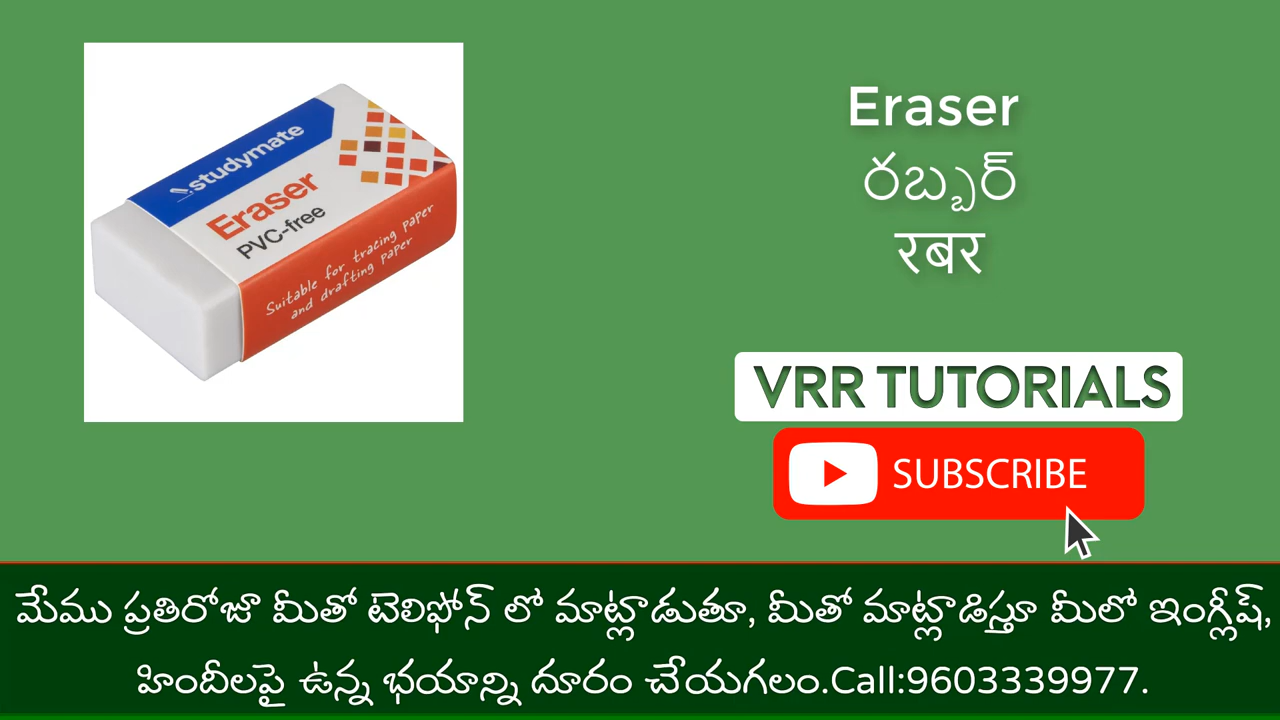 studymate
Eraser
PVC-free
Suitable for tracing paper
and drafting paper
Eraser
రబ్బర్
रबर
VRR TUTORIALS
SUBSCRIBE
మేము ప్రతిరోజూ మీతో టెలిఫోన్ లో మాట్లాడుతూ, మీతో మాట్లాడిస్తూ మీలో ఇంగ్లీష్,
హిందీలపై ఉన్న భయాన్ని దూరం చేయగలం.Call:9603339977.